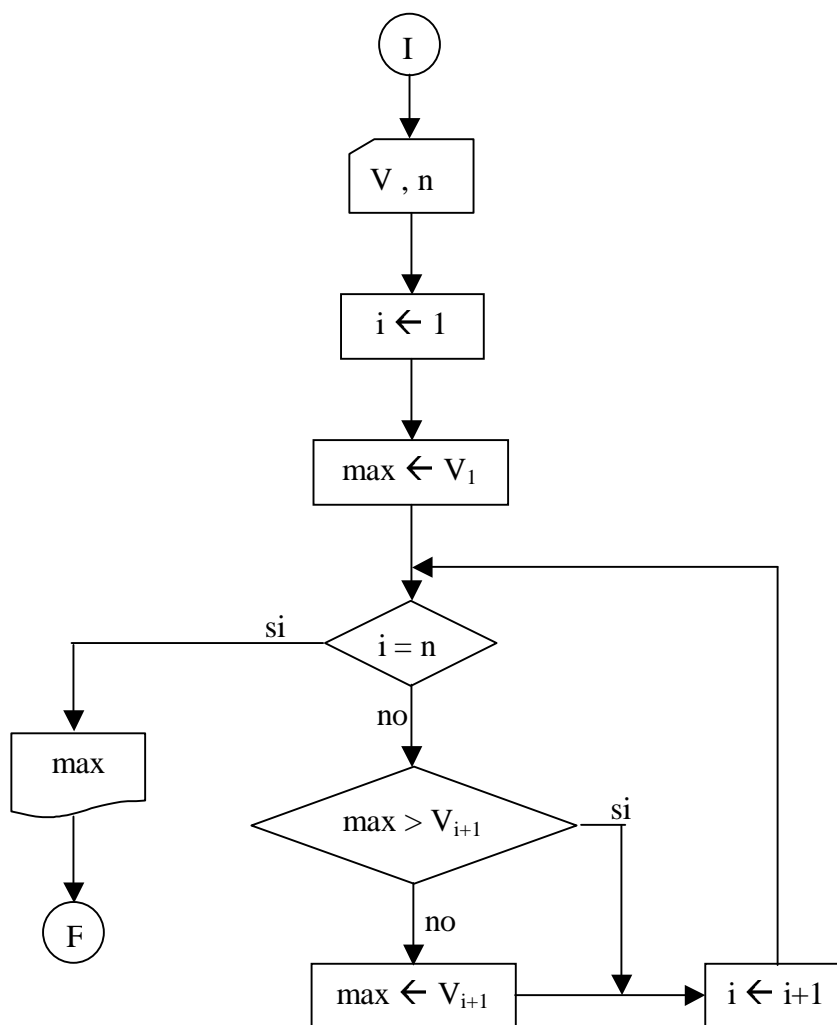 I
V , n
i ← 1
max ← V₁
si
i = n
no
max
max > Vᵢ₊₁
si
no
F
max ← Vᵢ₊₁
i ← i+1